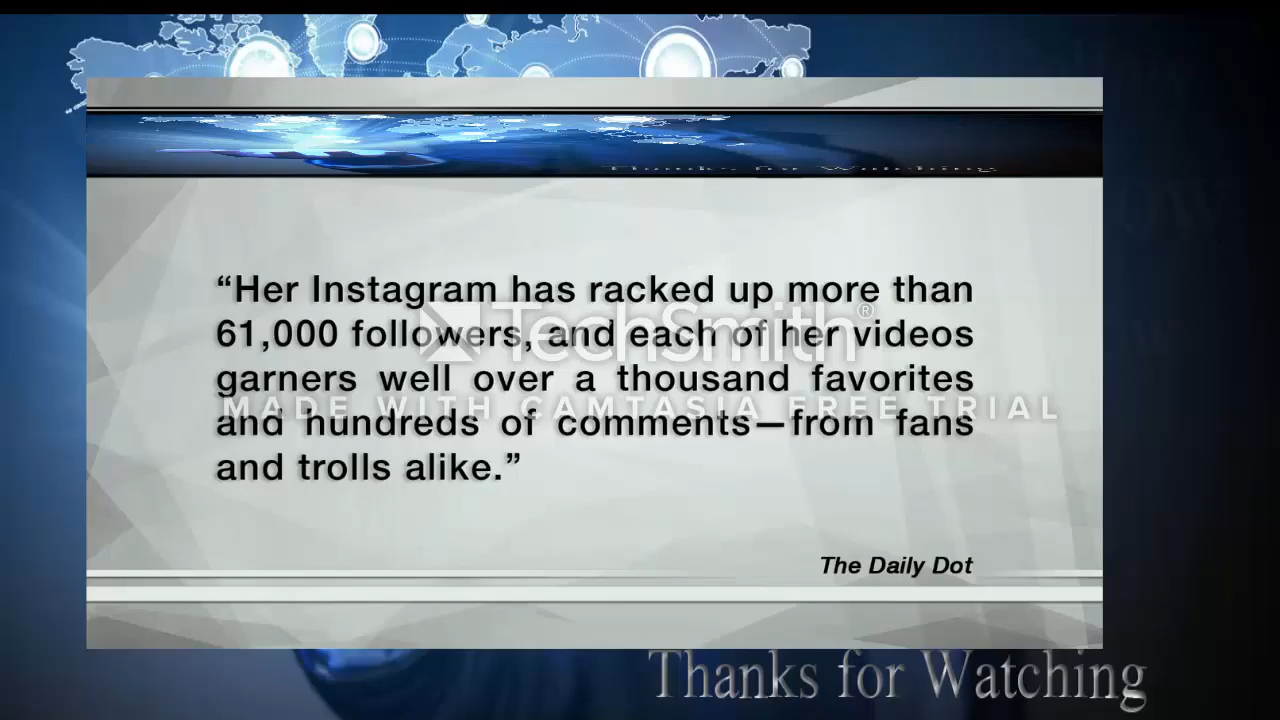 “Her Instagram has racked up more than
61,000 followers, and each of her videos
garners well over a thousand favorites
and hundreds of comments—from fans
and trolls alike.”
TechSmith®
MADE WITH CAMTASIA FREE TRIAL
The Daily Dot
Thanks for Watching